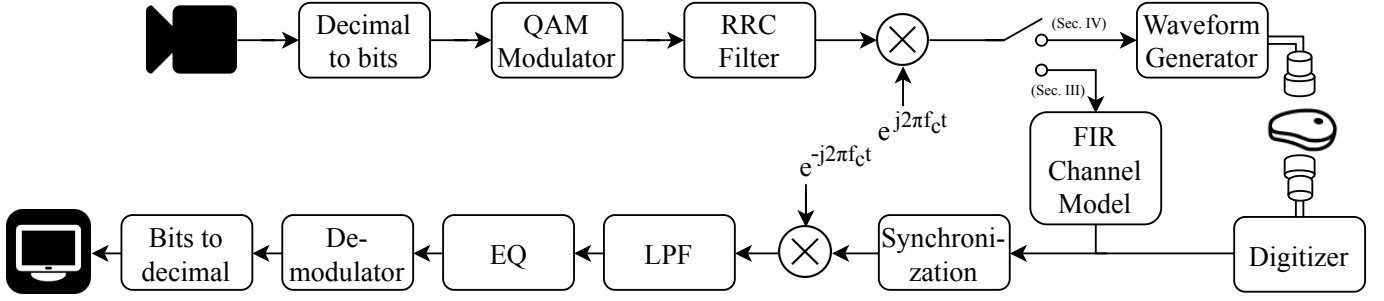 Decimal
to bits
QAM
Modulator
RRC
Filter
(Sec. IV)
Waveform
Generator
(Sec. III)
e^{j2πf_ct}
FIR
Channel
Model
e^{-j2πf_ct}
Bits to
decimal
De-
modulator
EQ
LPF
Synchroni-
zation
Digitizer